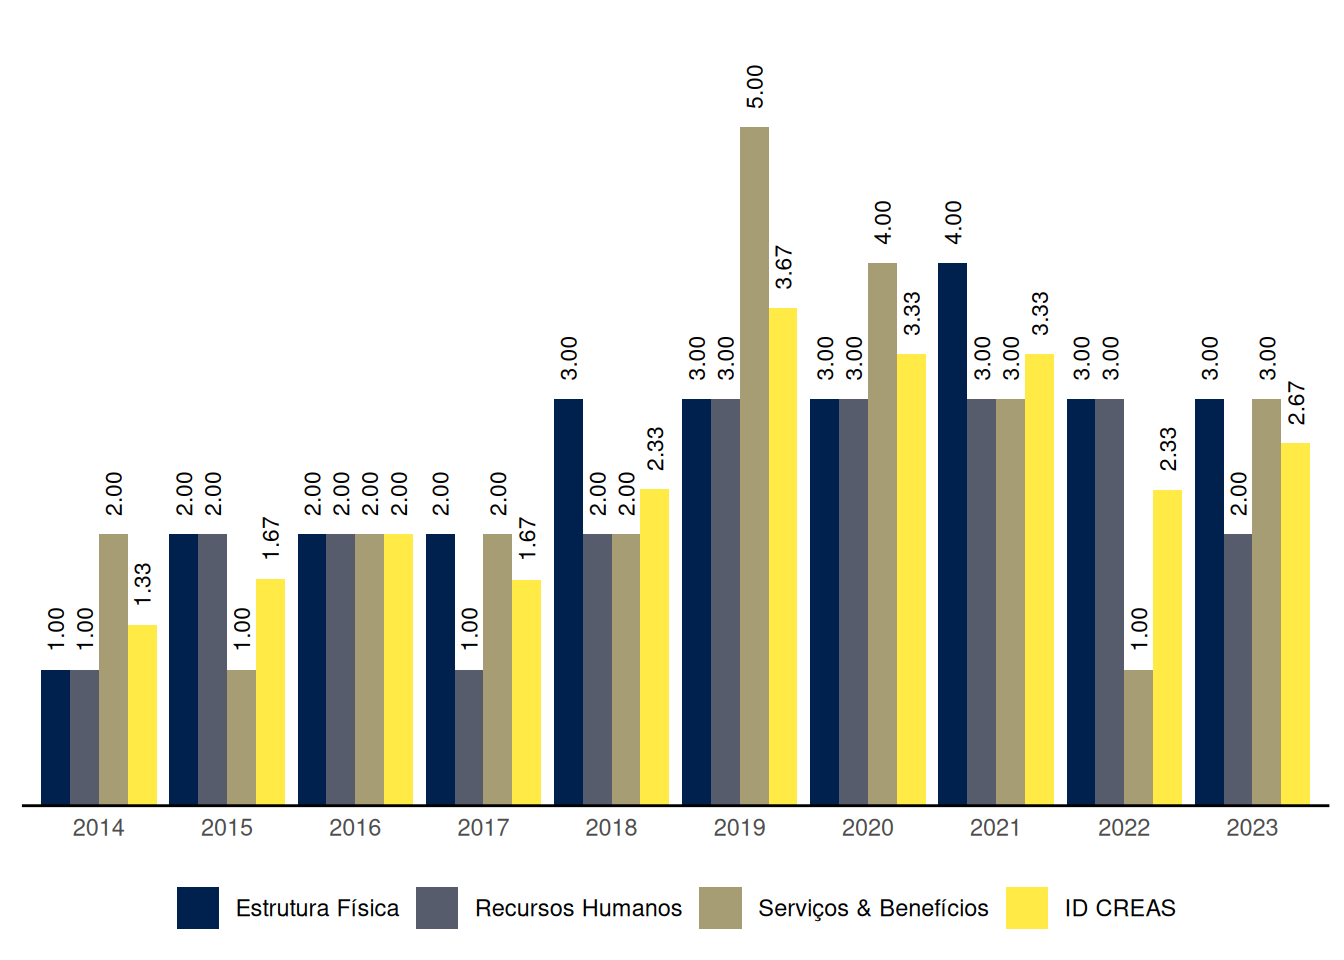 5.00
4.00 4.00
3.67
3.33 3.33
3.00 3.00 3.00 3.00 3.00 3.00 3.00 3.00 3.00 3.00 3.00
2.67
2.33 2.33
2.00 2.00 2.00 2.00 2.00 2.00 2.00 2.00 2.00 2.00 2.00 2.00
1.67 1.67
1.33
1.00 1.00 1.00 1.00 1.00
2014 2015 2016 2017 2018 2019 2020 2021 2022 2023
Estrutura Física Recursos Humanos Serviços & Benefícios ID CREAS